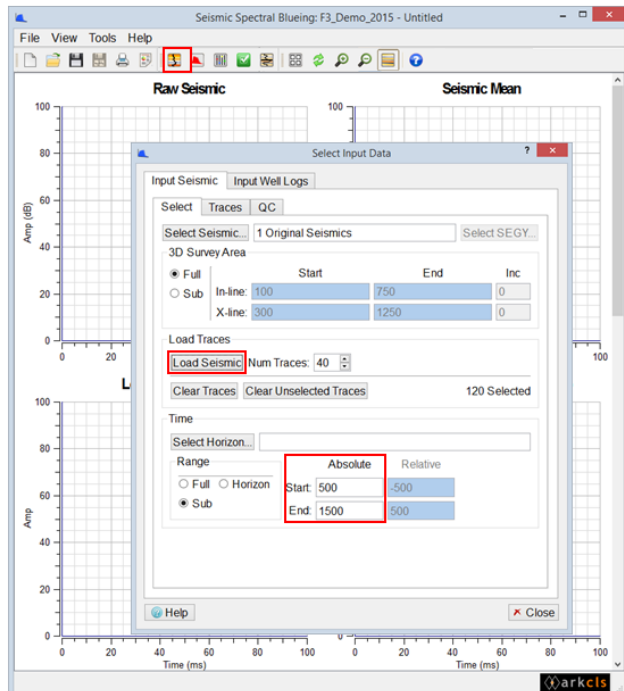 Seismic Spectral Blueing: F3_Demo_2015 - Untitled
File View Tools Help
Raw Seismic
Seismic Mean
100
80
60
40
20
0
Amp (dB)
0 20
100
100
Select Input Data
Input Seismic Input Well Logs
Select Traces QC
Select Seismic... 1 Original Seismics Select SEGY...
3D Survey Area
Full Start End Inc
Sub In-line: 100 750 0
X-line: 300 1250 0
Load Traces
Load Seismic Num Traces: 40
Clear Traces Clear Unselected Traces 120 Selected
Time
Select Horizon...
Range Absolute Relative
Full Horizon Start: 500 -500
Sub End: 1500 500
Help Close
L
100
80
60
40
20
0
Amp
0 20 40 60 80 100
Time (ms)
0
0 20 40 60 80 100
Time (ms)
arkcls